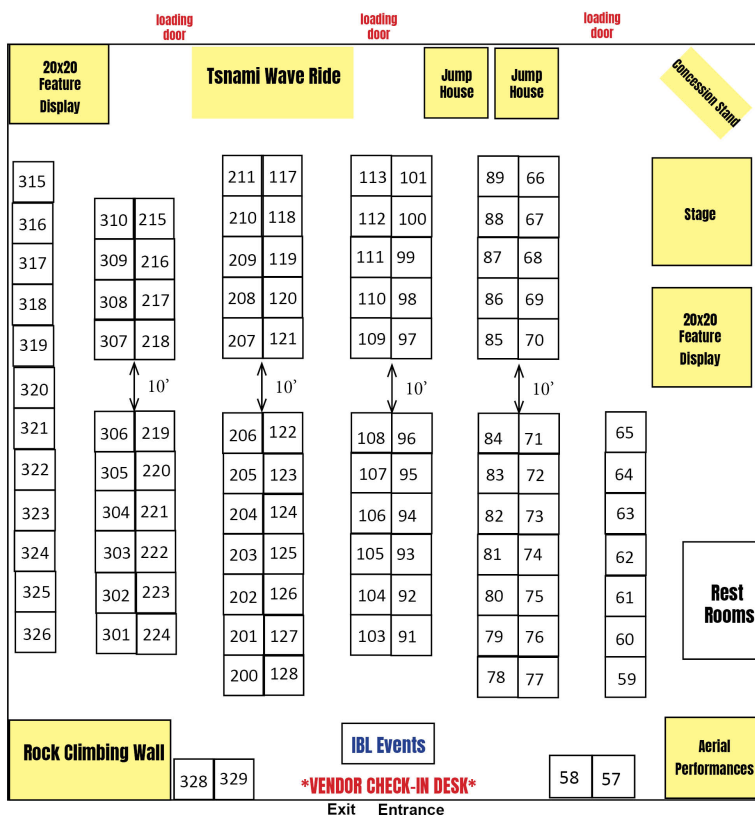 loading
door
loading
door
loading
door
20x20
Feature
Display
Tsnami Wave Ride
Jump
House
Jump
House
Concession Stand
315
316
317
318
319
320
321
322
323
324
325
326
310 215
309 216
308 217
307 218
10’
306 219
305 220
304 221
303 222
302 223
301 224
211 117
210 118
209 119
208 120
207 121
10’
206 122
205 123
204 124
203 125
202 126
201 127
200 128
113 101
112 100
111 99
110 98
109 97
10’
108 96
107 95
106 94
105 93
104 92
103 91
89 66
88 67
87 68
86 69
85 70
10’
84 71
83 72
82 73
81 74
80 75
79 76
78 77
65
64
63
62
61
60
59
Stage
20x20
Feature
Display
Rest
Rooms
Rock Climbing Wall
328 329
IBL Events
*VENDOR CHECK-IN DESK*
58 57
Aerial
Performances
Exit Entrance